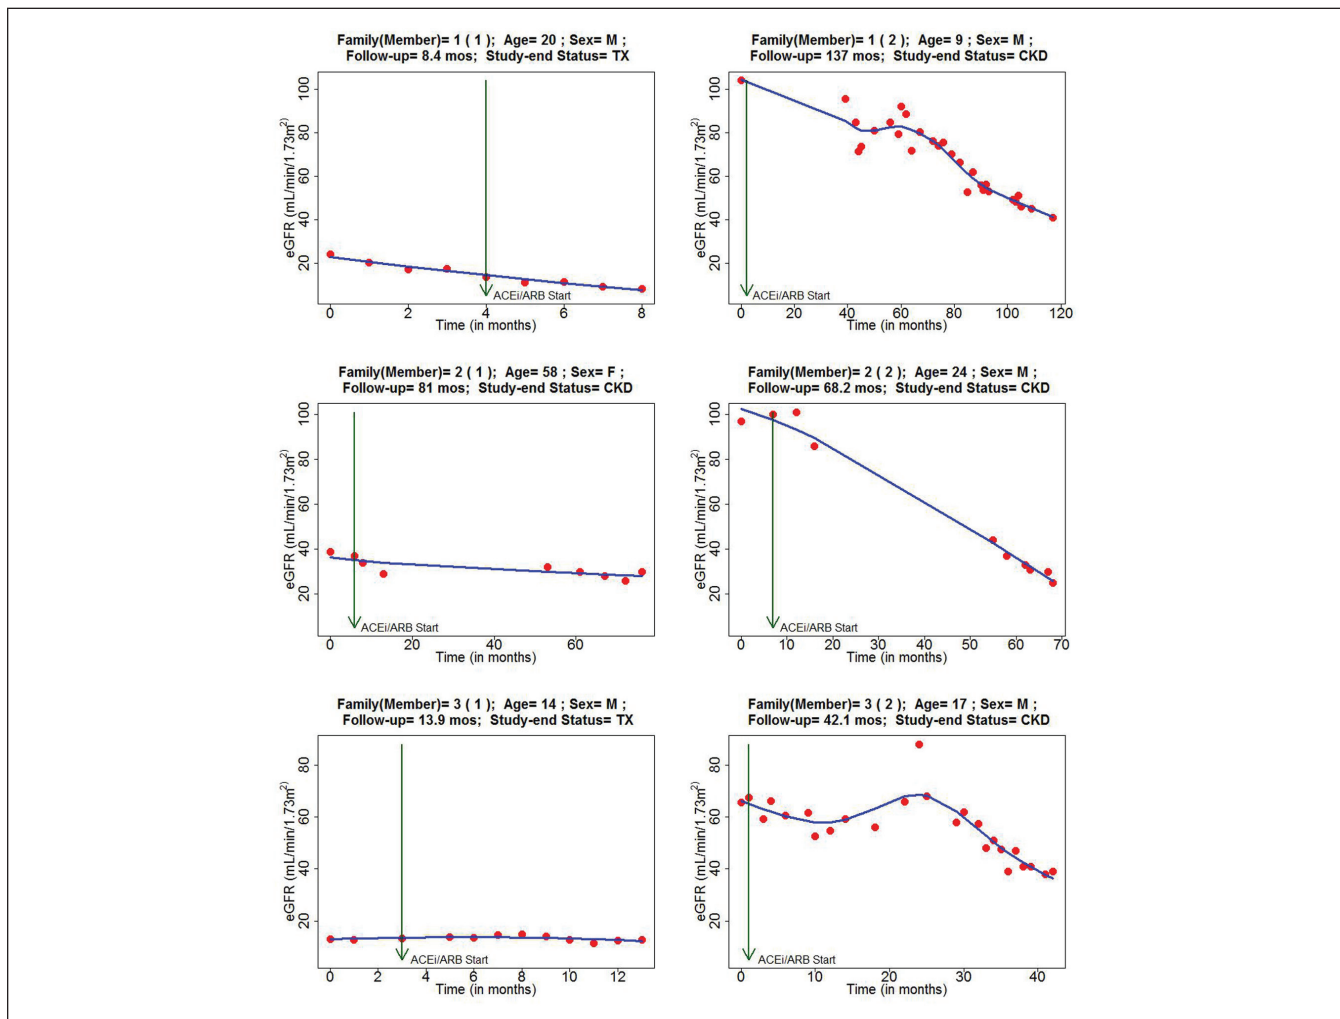 Family(Member)= 1 ( 1 );  Age= 20 ; Sex= M ;
Follow-up= 8.4 mos;  Study-end Status= TX
eGFR (mL/min/1.73m²)
100
80
60
40
20
ACEi/ARB Start
0 2 4 6 8
Time (in months)
Family(Member)= 1 ( 2 );  Age= 9 ; Sex= M ;
Follow-up= 137 mos;  Study-end Status= CKD
eGFR (mL/min/1.73m²)
100
80
60
40
20
ACEi/ARB Start
0 20 40 60 80 100 120
Time (in months)
Family(Member)= 2 ( 1 );  Age= 58 ; Sex= F ;
Follow-up= 81 mos;  Study-end Status= CKD
eGFR (mL/min/1.73m²)
100
80
60
40
20
ACEi/ARB Start
0 20 40 60
Time (in months)
Family(Member)= 2 ( 2 );  Age= 24 ; Sex= M ;
Follow-up= 68.2 mos;  Study-end Status= CKD
eGFR (mL/min/1.73m²)
100
80
60
40
20
ACEi/ARB Start
0 10 20 30 40 50 60 70
Time (in months)
Family(Member)= 3 ( 1 );  Age= 14 ; Sex= M ;
Follow-up= 13.9 mos;  Study-end Status= TX
eGFR (mL/min/1.73m²)
80
60
40
20
ACEi/ARB Start
0 2 4 6 8 10 12
Time (in months)
Family(Member)= 3 ( 2 );  Age= 17 ; Sex= M ;
Follow-up= 42.1 mos;  Study-end Status= CKD
eGFR (mL/min/1.73m²)
80
60
40
20
ACEi/ARB Start
0 10 20 30 40
Time (in months)